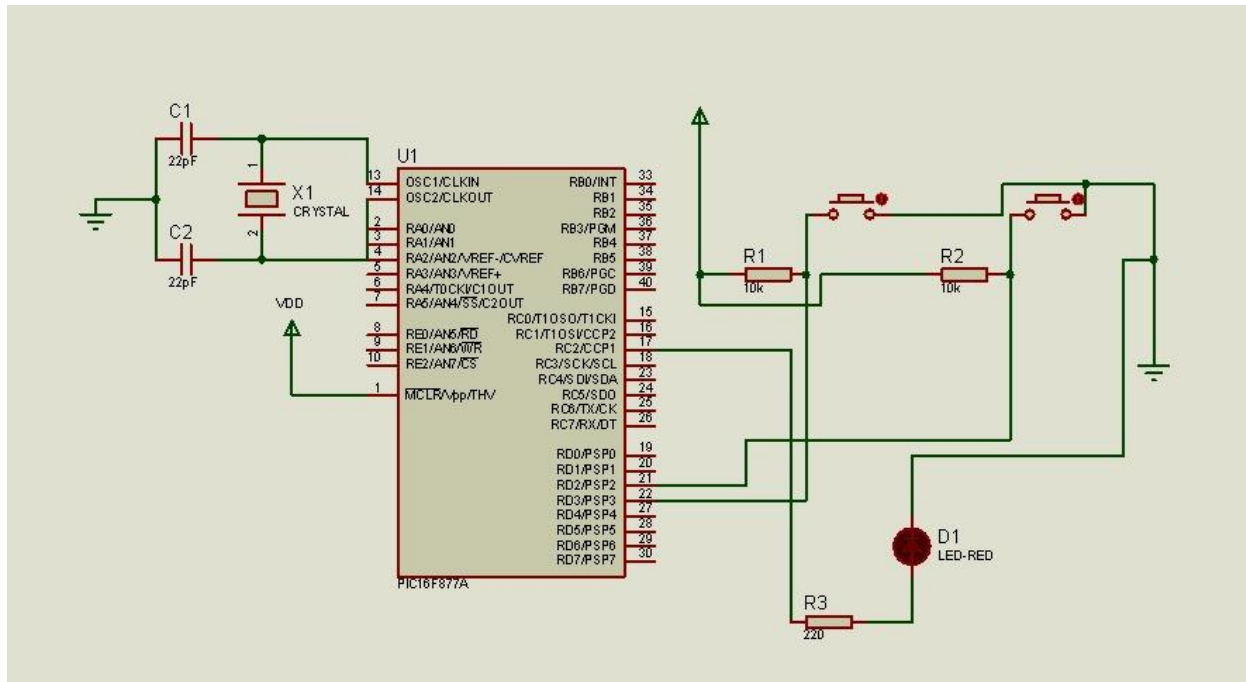 C1
22pF
1
X1
CRYSTAL
2
C2
22pF
VDD
U1
13 OSC1/CLKIN
14 OSC2/CLKOUT
2 RA0/AN0
3 RA1/AN1
4 RA2/AN2/VREF-/CVREF
5 RA3/AN3/VREF+
6 RA4/T0CKI/C1OUT
7 RA5/AN4/SS/C2OUT
8 RE0/AN5/RD
9 RE1/AN6/WR
10 RE2/AN7/CS
1 MCLR/Vpp/THV
RB0/INT 33
RB1 34
RB2 35
RB3/PGM 36
RB4 37
RB5 38
RB6/PGC 39
RB7/PGD 40
RC0/T1OSO/T1CKI 15
RC1/T1OSI/CCP2 16
RC2/CCP1 17
RC3/SCK/SCL 18
RC4/SDI/SDA 23
RC5/SDO 24
RC6/TX/CK 25
RC7/RX/DT 26
RD0/PSP0 19
RD1/PSP1 20
RD2/PSP2 21
RD3/PSP3 22
RD4/PSP4 27
RD5/PSP5 28
RD6/PSP6 29
RD7/PSP7 30
PIC16F877A
R1
10k
R2
10k
D1
LED-RED
R3
220